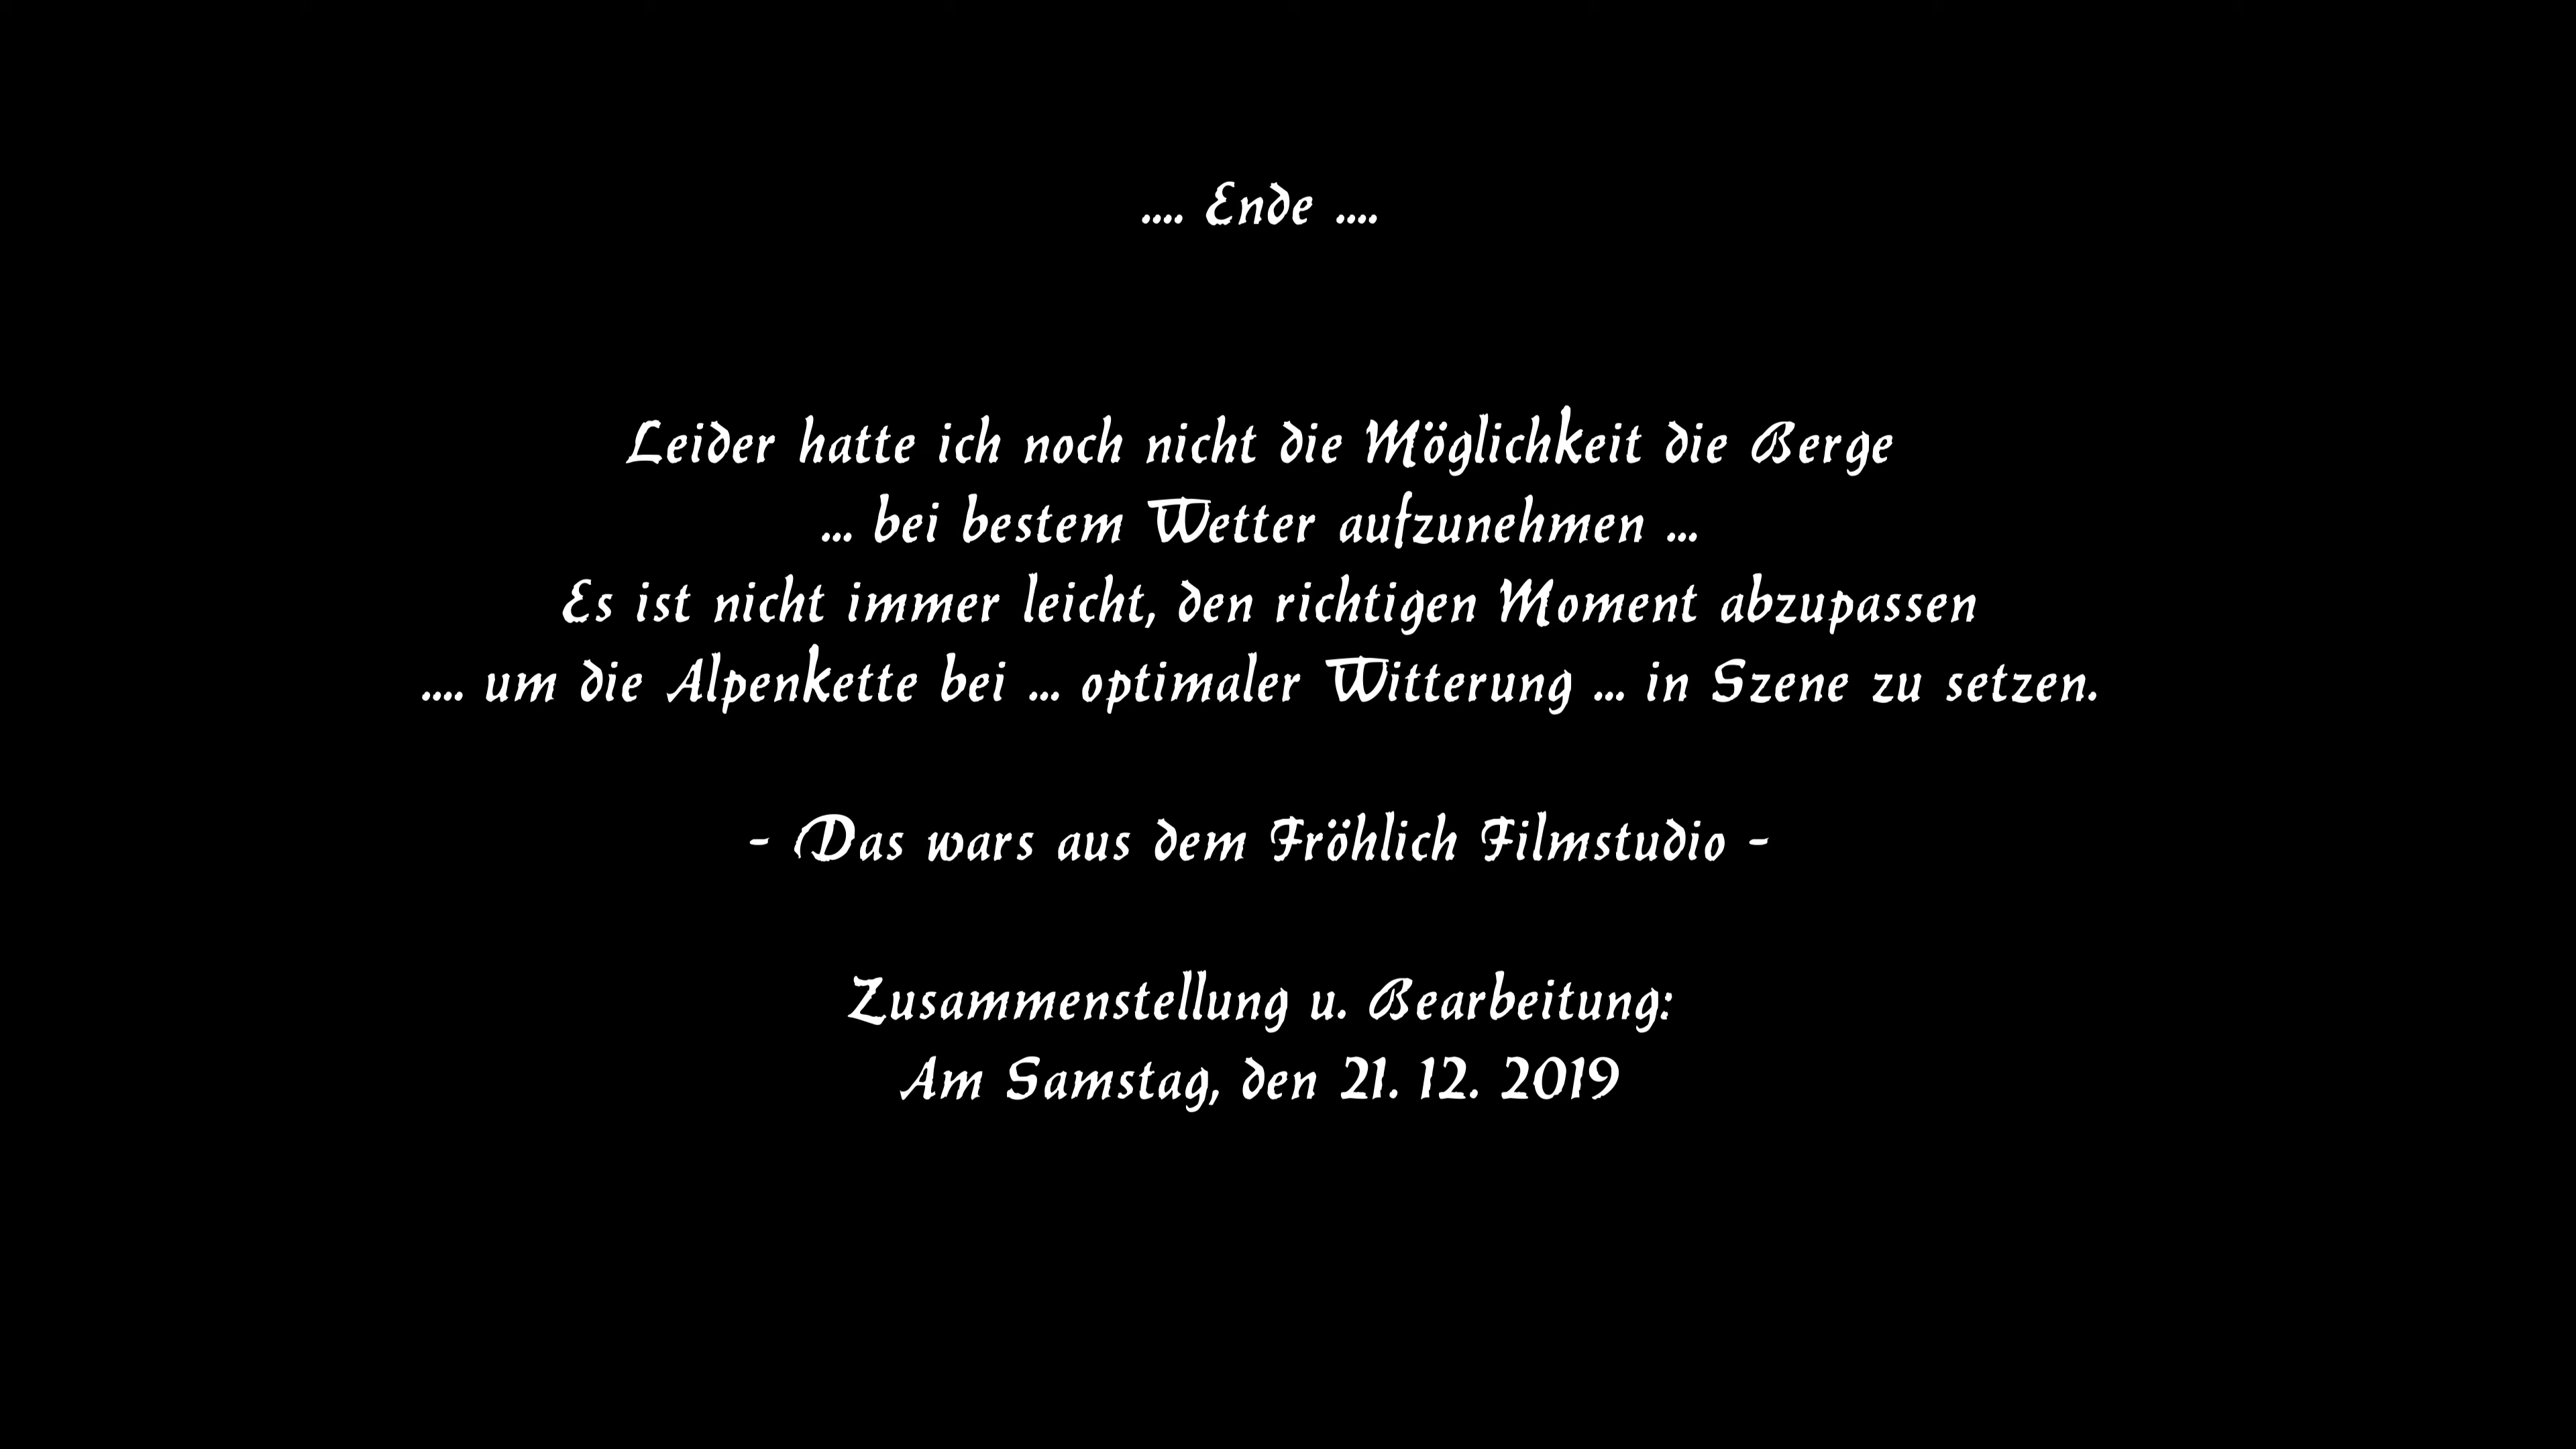 .... Ende ....
Leider hatte ich noch nicht die Möglichkeit die Berge
... bei bestem Wetter aufzunehmen ...
Es ist nicht immer leicht, den richtigen Moment abzupassen
.... um die Alpenkette bei ... optimaler Witterung ... in Szene zu setzen.
- Das wars aus dem Fröhlich Filmstudio -
Zusammenstellung u. Bearbeitung:
Am Samstag, den 21. 12. 2019